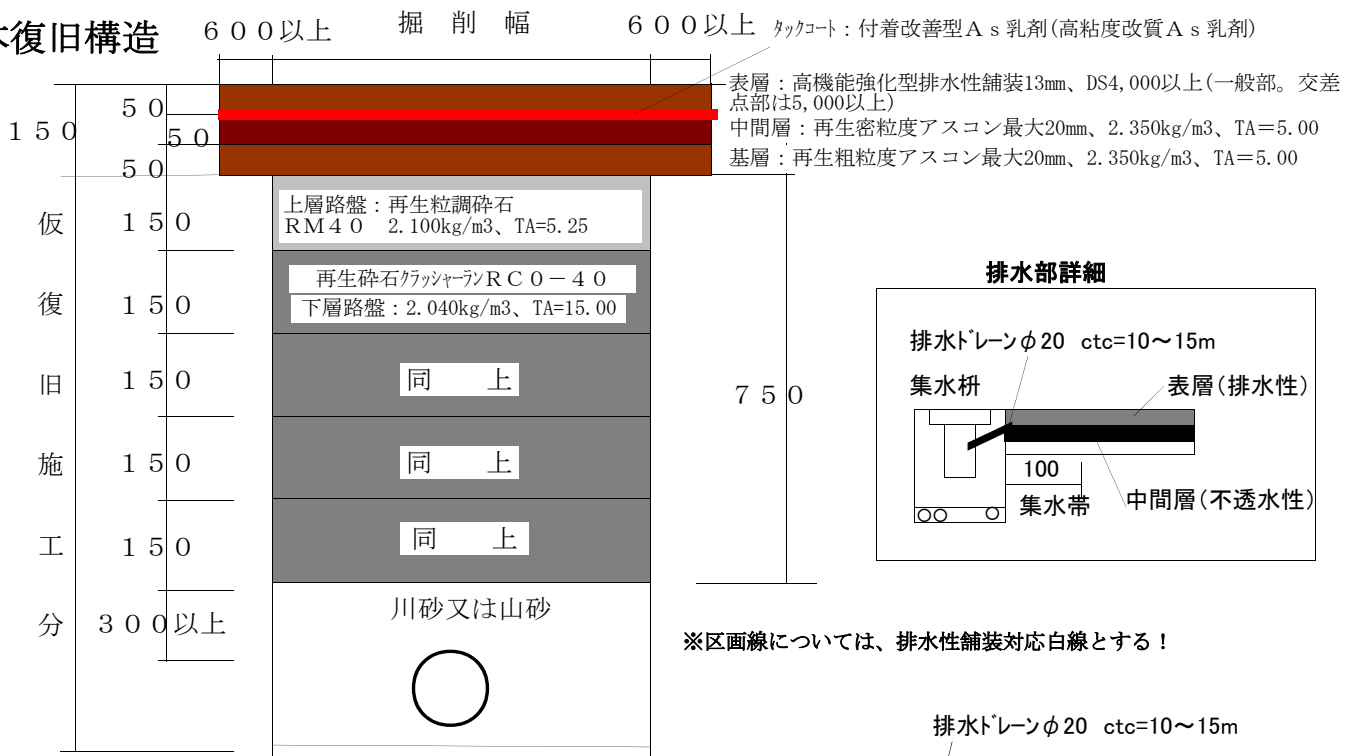 本復旧構造
600以上
掘削幅
600以上
タックコート：付着改善型Ａｓ乳剤(高粘度改質Ａｓ乳剤)
表層：高機能強化型排水性舗装13mm、DS4,000以上(一般部。交差
点部は5,000以上)
中間層：再生密粒度アスコン最大20mm、2.350kg/m3、TA＝5.00
基層：再生粗粒度アスコン最大20mm、2.350kg/m3、TA＝5.00
150
50
50
50
仮復旧施工分
150
上層路盤：再生粒調砕石
RM40 2.100kg/m3、TA=5.25
150
再生砕石クラッシャーランRC0－40
下層路盤：2.040kg/m3、TA=15.00
150
同　上
150
同　上
150
同　上
750
300以上
川砂又は山砂
排水部詳細
排水ドレーンφ20 ctc=10～15m
集水枡
表層(排水性)
100
集水帯
中間層(不透水性)
※区画線については、排水性舗装対応白線とする！
排水ドレーンφ20 ctc=10～15m